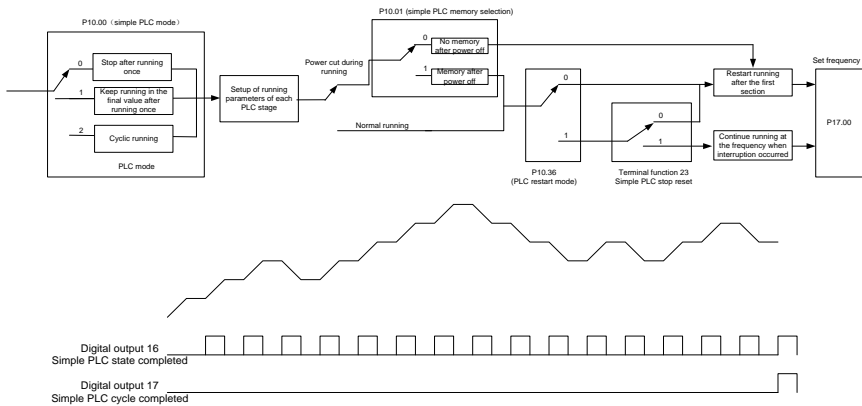 P10.00（simple PLC mode）
0
Stop after running
once
1
Keep running in the
final value after
running once
2
Cyclic running
PLC mode
Setup of running
parameters of each
PLC stage
Power cut during
running
Normal running
P10.01 (simple PLC memory selection)
0
No memory
after power off
1
Memory after
power off
0
1
P10.36
(PLC restart mode)
0
1
Terminal function 23
Simple PLC stop reset
Restart running
after the first
section
Continue running at
the frequency when
interruption occurred
Set frequency
P17.00
Digital output 16
Simple PLC state completed
Digital output 17
Simple PLC cycle completed